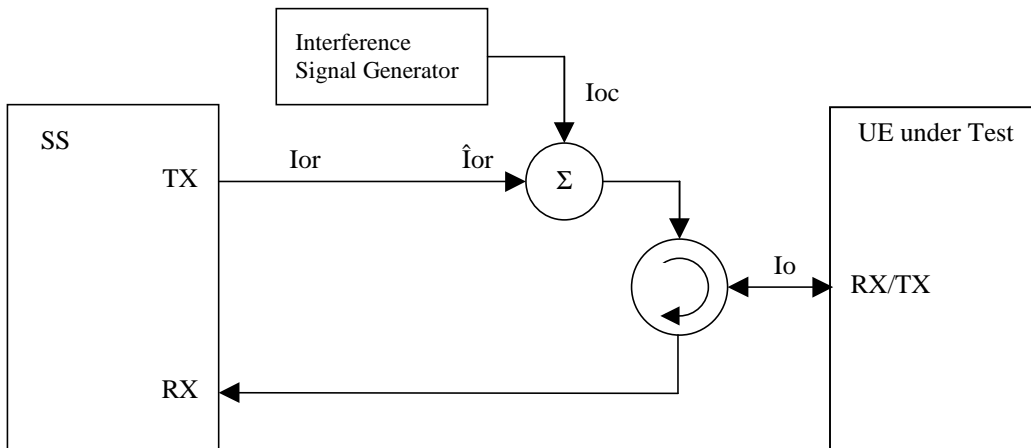 Interference
Signal Generator
Ioc
SS
UE under Test
TX
Ior
Îor
Σ
Io
RX/TX
RX